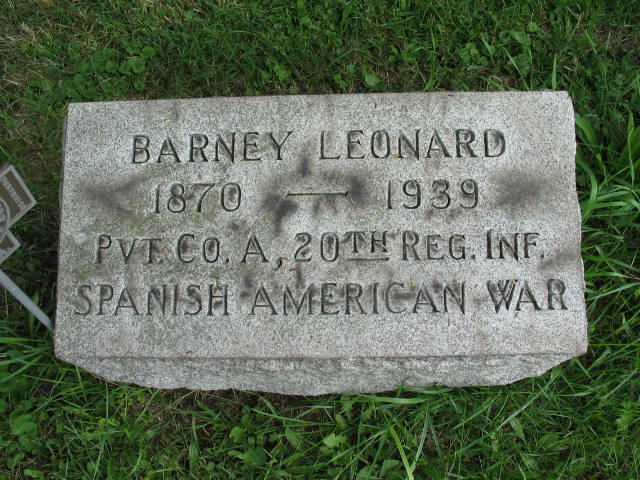 BARNEY LEONARD
1870 — 1939
PVT. CO. A, 20TH REG. INF.
SPANISH AMERICAN WAR